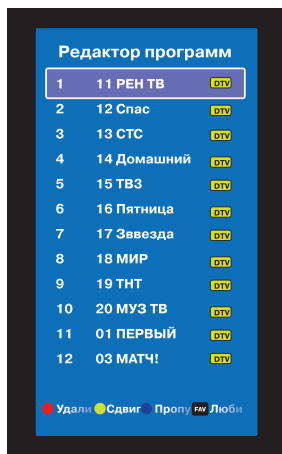 Редактор программ
1 11 РЕН ТВ DTV
2 12 Спас DTV
3 13 СТС DTV
4 14 Домашний DTV
5 15 ТВ3 DTV
6 16 Пятница DTV
7 17 Зввезда DTV
8 18 МИР DTV
9 19 ТНТ DTV
10 20 МУЗ ТВ DTV
11 01 ПЕРВЫЙ DTV
12 03 МАТЧ! DTV
Удали Сдвиг Пропу FAV Люби